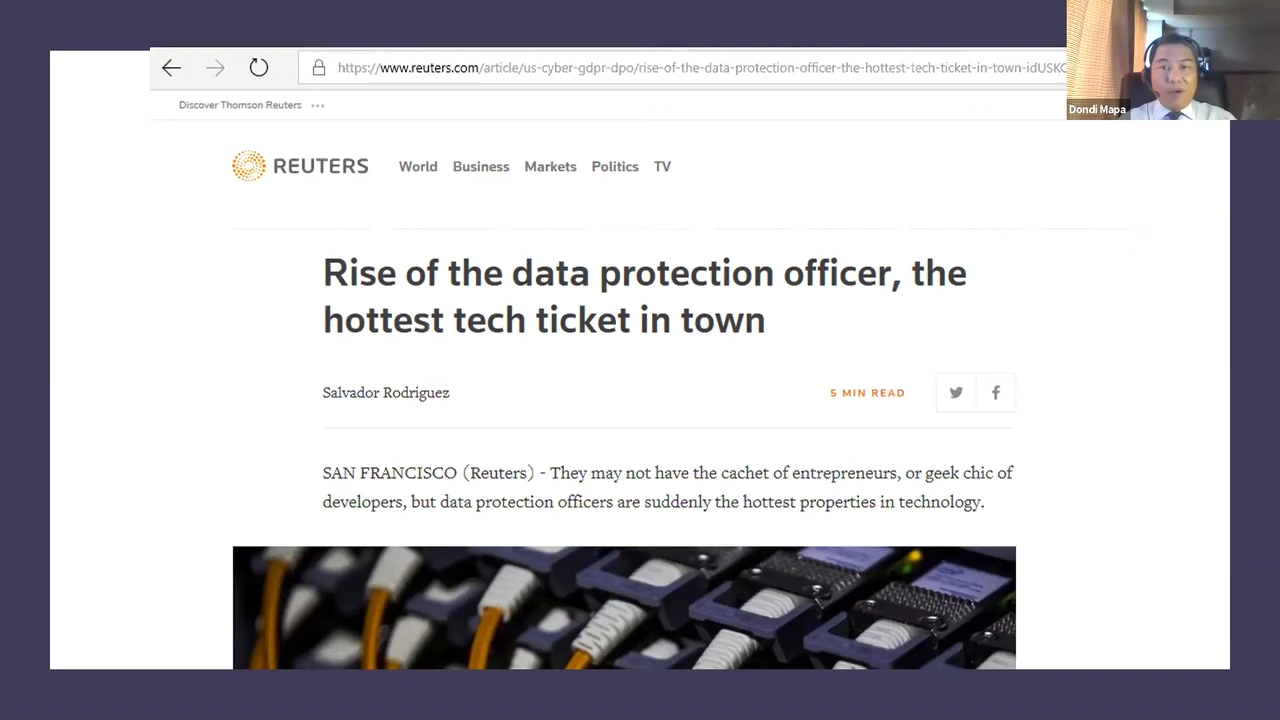 https://www.reuters.com/article/us-cyber-gdpr-dpo/rise-of-the-data-protection-officer-the-hottest-tech-ticket-in-town-idUSKC
Dondi Mapa
Discover Thomson Reuters
REUTERS World Business Markets Politics TV
Rise of the data protection officer, the
hottest tech ticket in town
Salvador Rodriguez
5 MIN READ
SAN FRANCISCO (Reuters) - They may not have the cachet of entrepreneurs, or geek chic of
developers, but data protection officers are suddenly the hottest properties in technology.